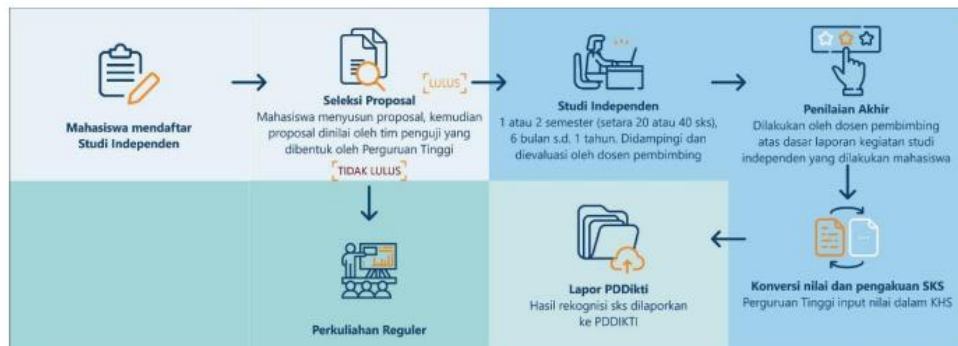 Mahasiswa mendaftar
Studi Independen
Seleksi Proposal
[LULUS]
Mahasiswa menyusun proposal, kemudian
proposal dinilai oleh tim penguji yang
dibentuk oleh Perguruan Tinggi
[TIDAK LULUS]
Studi Independen
1 atau 2 semester (setara 20 atau 40 sks),
6 bulan s.d. 1 tahun. Didampingi dan
dievaluasi oleh dosen pembimbing
Penilaian Akhir
Dilakukan oleh dosen pembimbing
atas dasar laporan kegiatan studi
independen yang dilakukan mahasiswa
Konversi nilai dan pengakuan SKS
Perguruan Tinggi input nilai dalam KHS
Lapor PDDikti
Hasil rekognisi sks dilaporkan
ke PDDIKTI
Perkuliahan Reguler